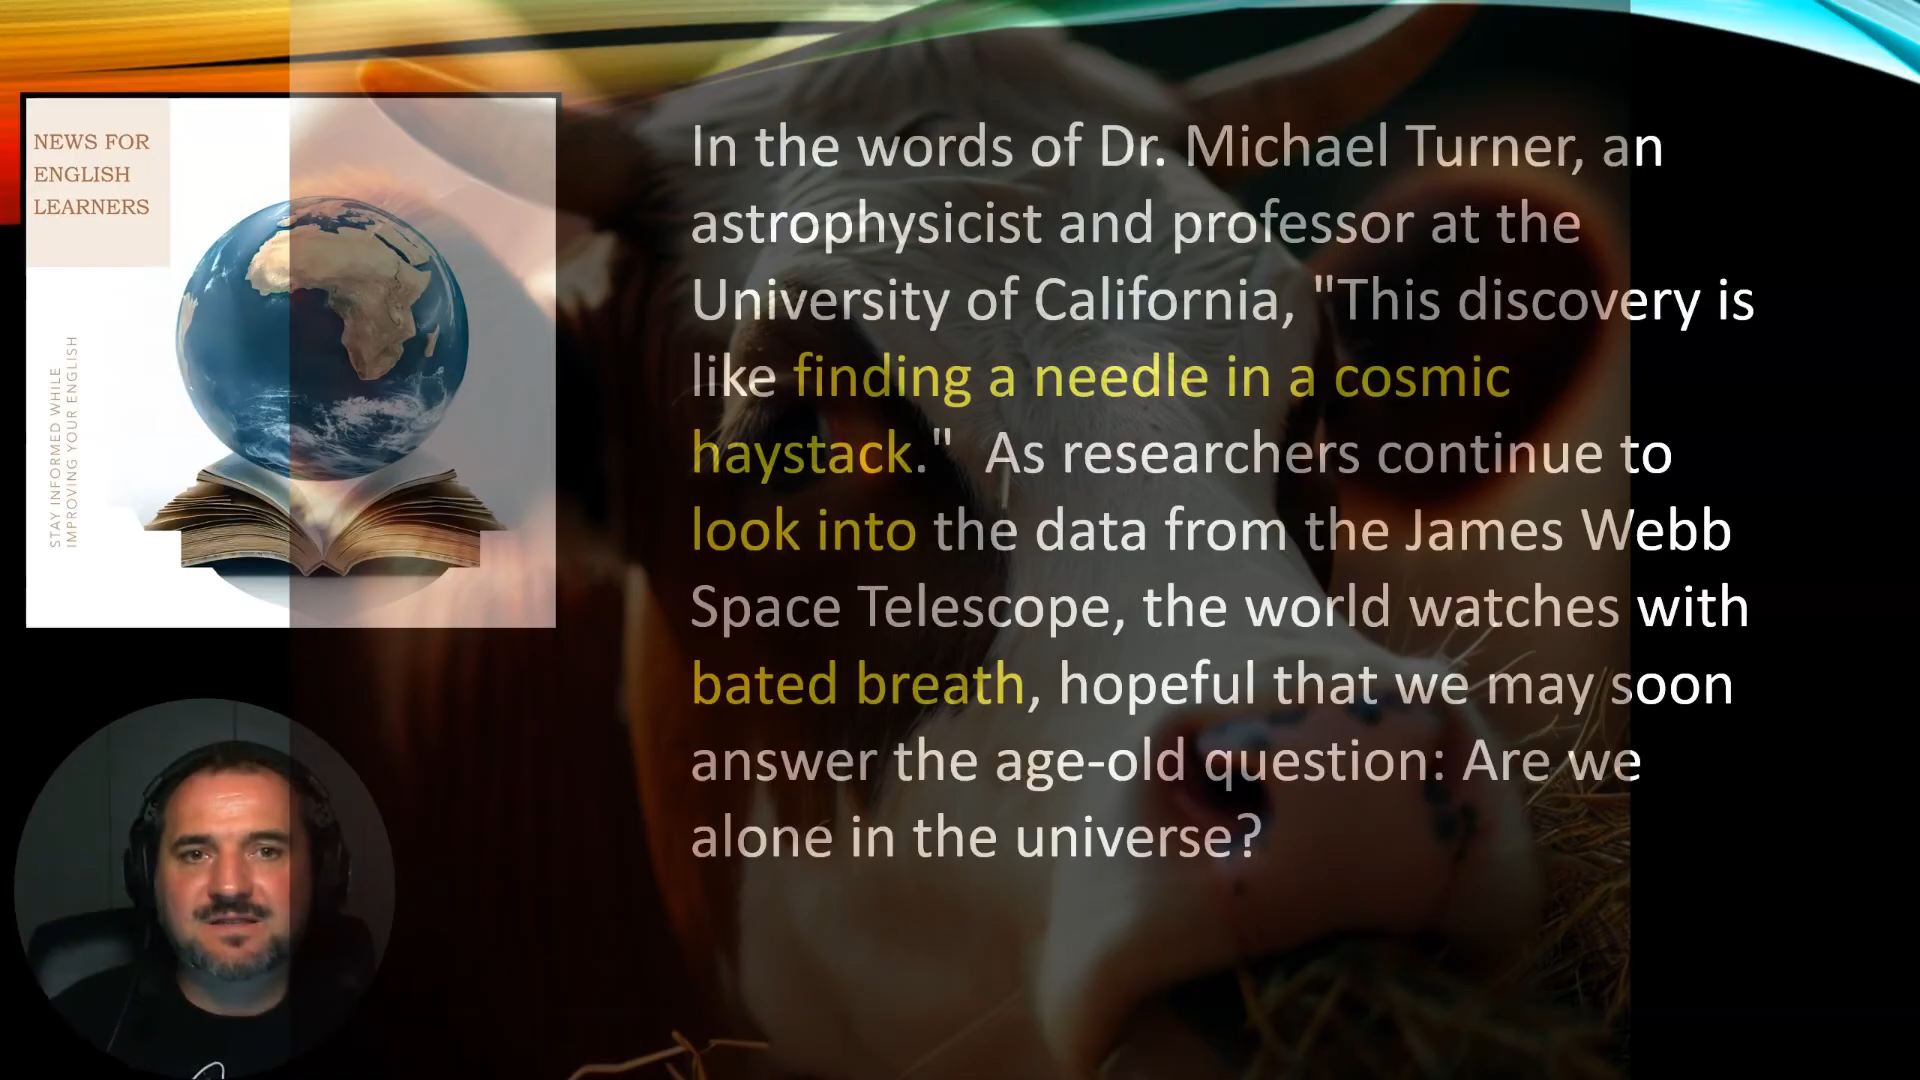 NEWS FOR
ENGLISH
LEARNERS
STAY INFORMED WHILE
IMPROVING YOUR ENGLISH
In the words of Dr. Michael Turner, an
astrophysicist and professor at the
University of California, "This discovery is
like finding a needle in a cosmic
haystack."  As researchers continue to
look into the data from the James Webb
Space Telescope, the world watches with
bated breath, hopeful that we may soon
answer the age-old question: Are we
alone in the universe?